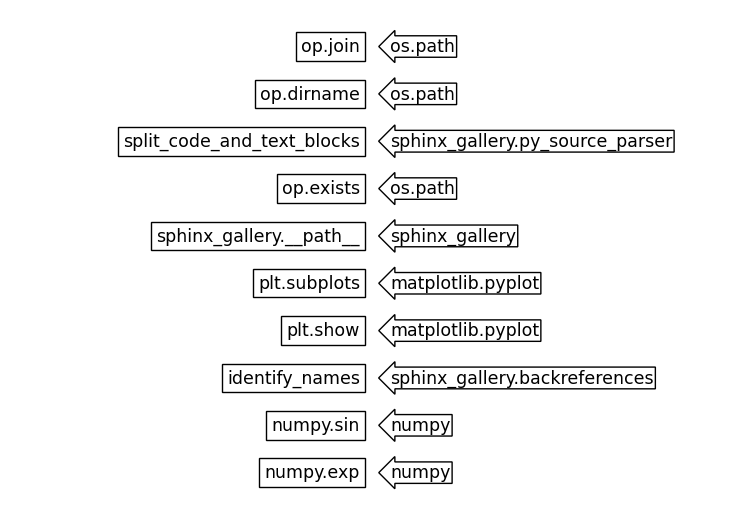 op.join os.path
op.dirname os.path
split_code_and_text_blocks sphinx_gallery.py_source_parser
op.exists os.path
sphinx_gallery.__path__ sphinx_gallery
plt.subplots matplotlib.pyplot
plt.show matplotlib.pyplot
identify_names sphinx_gallery.backreferences
numpy.sin numpy
numpy.exp numpy